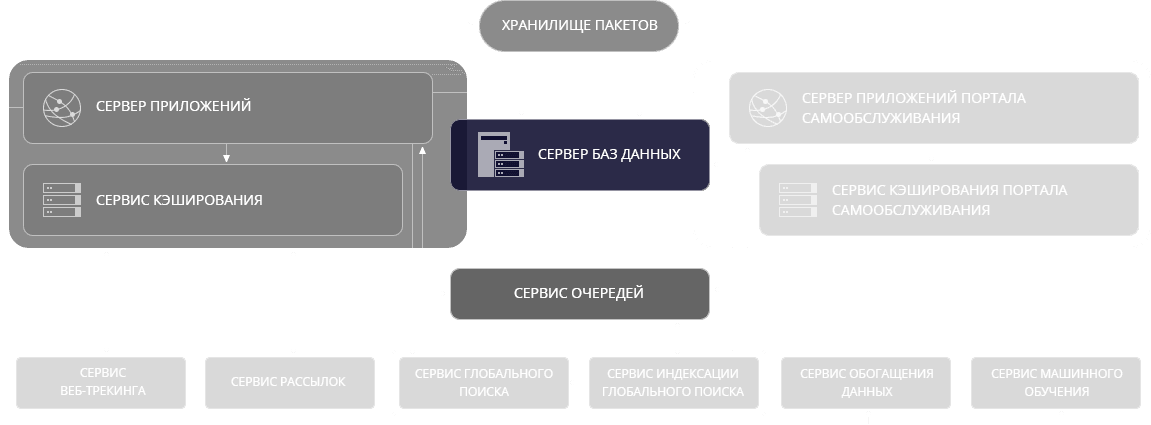 ХРАНИЛИЩЕ ПАКЕТОВ
СЕРВЕР ПРИЛОЖЕНИЙ
СЕРВИС КЭШИРОВАНИЯ
СЕРВЕР БАЗ ДАННЫХ
СЕРВЕР ПРИЛОЖЕНИЙ ПОРТАЛА
САМООБСЛУЖИВАНИЯ
СЕРВИС КЭШИРОВАНИЯ ПОРТАЛА
САМООБСЛУЖИВАНИЯ
СЕРВИС ОЧЕРЕДЕЙ
СЕРВИС
ВЕБ-ТРЕКИНГА
СЕРВИС РАССЫЛОК
СЕРВИС ГЛОБАЛЬНОГО
ПОИСКА
СЕРВИС ИНДЕКСАЦИИ
ГЛОБАЛЬНОГО ПОИСКА
СЕРВИС ОБОГАЩЕНИЯ
ДАННЫХ
СЕРВИС МАШИННОГО
ОБУЧЕНИЯ